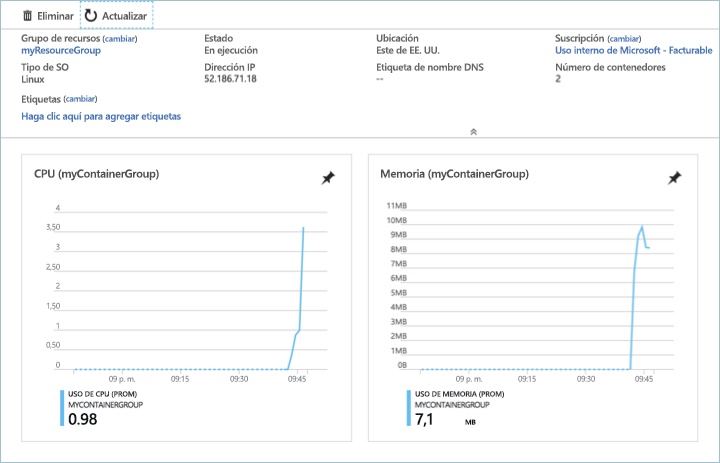 Eliminar Actualizar
Grupo de recursos (cambiar) Estado Ubicación Suscripción (cambiar)
myResourceGroup En ejecución Este de EE. UU. Uso interno de Microsoft - Facturable
Tipo de SO Dirección IP Etiqueta de nombre DNS Número de contenedores
Linux 52.186.71.18 -- 2
Etiquetas (cambiar)
Haga clic aquí para agregar etiquetas
CPU (myContainerGroup)
4
3,50
3
2,50
2
1,50
1
0,50
0
09 p. m. 09:15 09:30 09:45
USO DE CPU (PROM)
MYCONTAINERGROUP
0.98
Memoria (myContainerGroup)
11MB
10MB
9MB
8MB
7MB
6MB
5MB
4MB
3MB
2MB
1MB
0B
09 p. m. 09:15 09:30 09:45
USO DE MEMORIA (PROM)
MYCONTAINERGROUP
7,1 MB